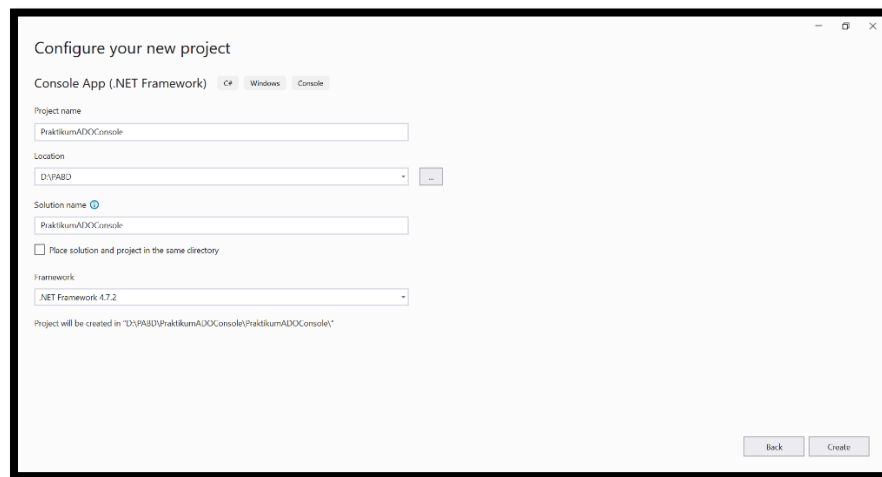 Configure your new project
Console App (.NET Framework) C# Windows Console
Project name
PraktikumADOConsole
Location
D:\PABD
...
Solution name
PraktikumADOConsole
Place solution and project in the same directory
Framework
.NET Framework 4.7.2
Project will be created in "D:\PABD\PraktikumADOConsole\PraktikumADOConsole\"
Back Create